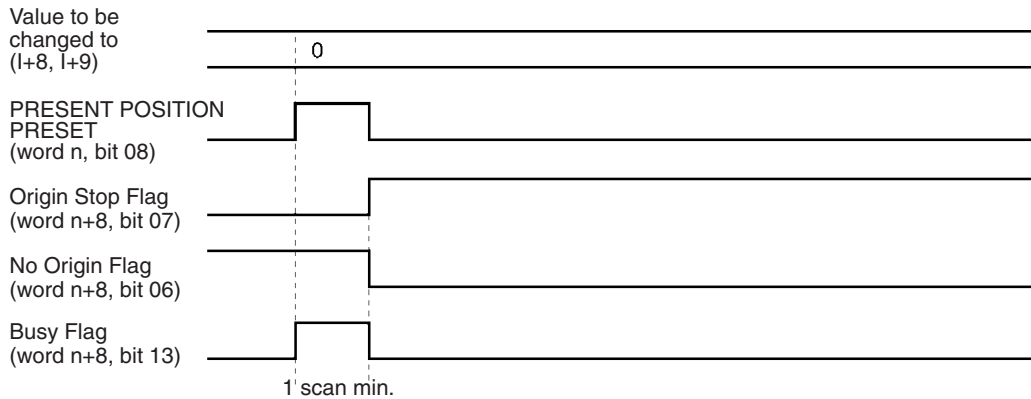 Value to be
changed to
(I+8, I+9)
0
PRESENT POSITION
PRESET
(word n, bit 08)
Origin Stop Flag
(word n+8, bit 07)
No Origin Flag
(word n+8, bit 06)
Busy Flag
(word n+8, bit 13)
1 scan min.